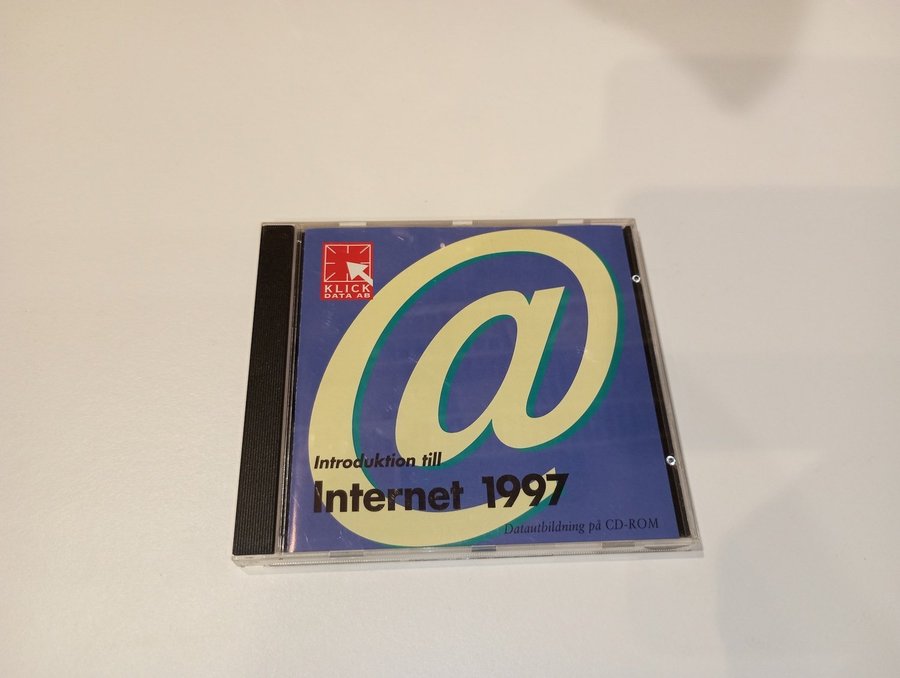 KLICK
DATA AB
@
Introduktion till
Internet 1997
Datautbildning på CD-ROM